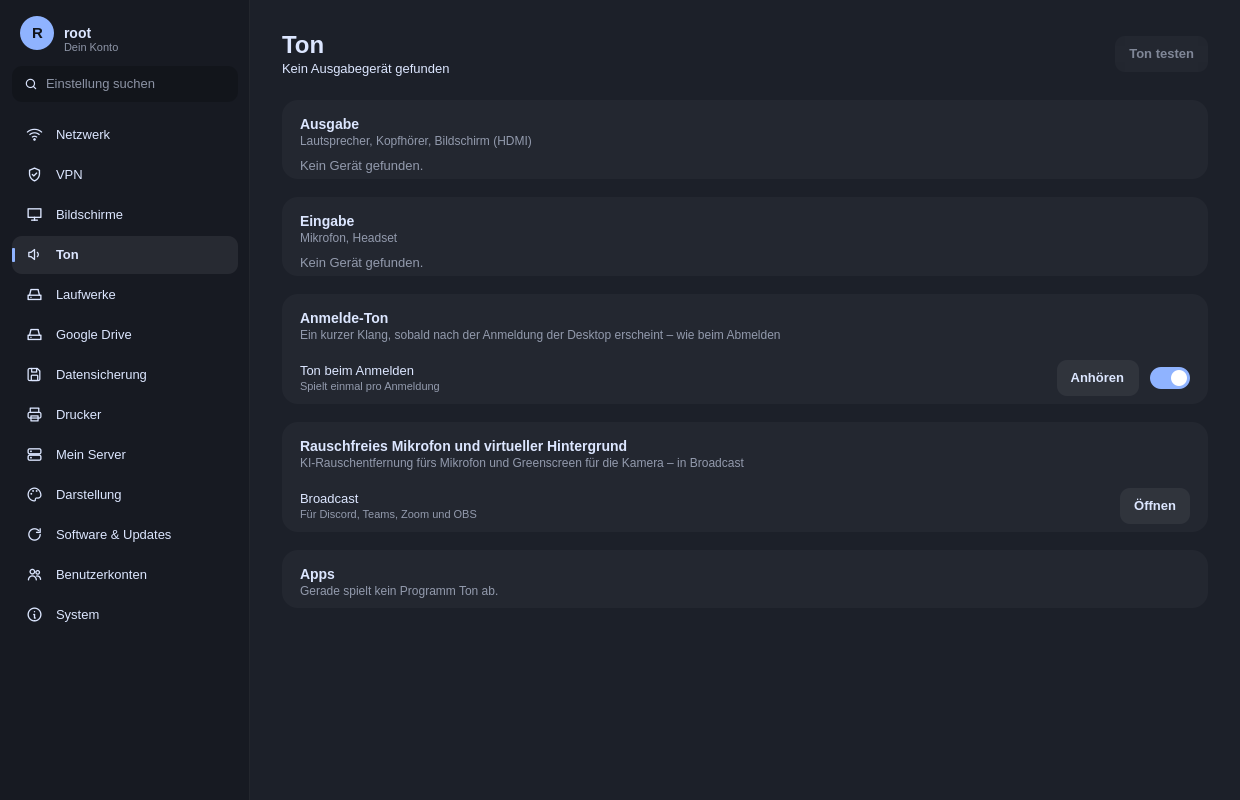 R
root
Dein Konto
Einstellung suchen
Netzwerk
VPN
Bildschirme
Ton
Laufwerke
Google Drive
Datensicherung
Drucker
Mein Server
Darstellung
Software & Updates
Benutzerkonten
System
Ton
Kein Ausgabegerät gefunden
Ton testen
Ausgabe
Lautsprecher, Kopfhörer, Bildschirm (HDMI)
Kein Gerät gefunden.
Eingabe
Mikrofon, Headset
Kein Gerät gefunden.
Anmelde-Ton
Ein kurzer Klang, sobald nach der Anmeldung der Desktop erscheint – wie beim Abmelden
Ton beim Anmelden
Spielt einmal pro Anmeldung
Anhören
Rauschfreies Mikrofon und virtueller Hintergrund
KI-Rauschentfernung fürs Mikrofon und Greenscreen für die Kamera – in Broadcast
Broadcast
Für Discord, Teams, Zoom und OBS
Öffnen
Apps
Gerade spielt kein Programm Ton ab.